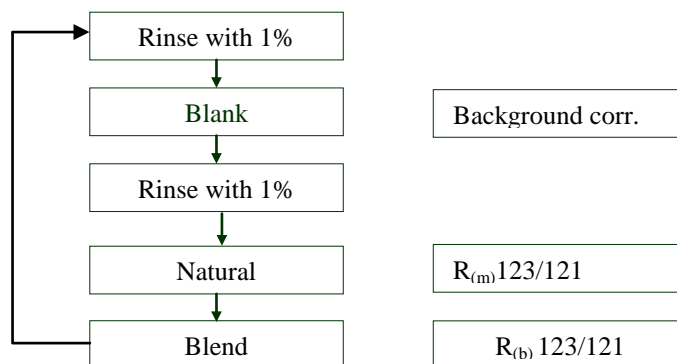 Rinse with 1%
Blank
Background corr.
Rinse with 1%
Natural
R(m)123/121
Blend
R(b) 123/121